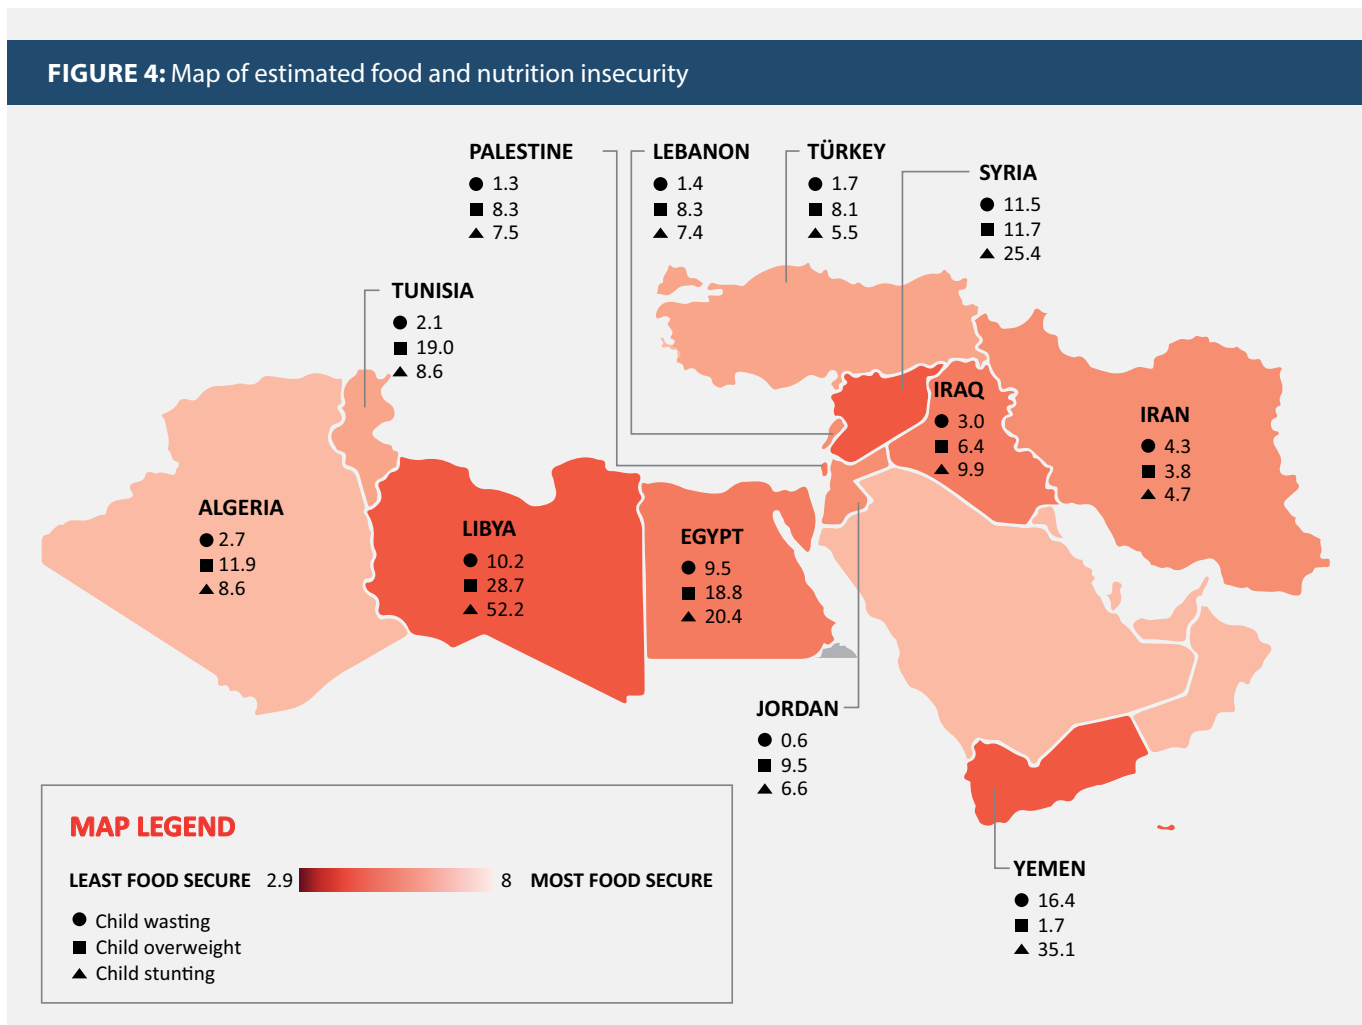 FIGURE 4: Map of estimated food and nutrition insecurity
PALESTINE
1.3
8.3
7.5
LEBANON
1.4
8.3
7.4
TÜRKEY
1.7
8.1
5.5
SYRIA
11.5
11.7
25.4
TUNISIA
2.1
19.0
8.6
IRAQ
3.0
6.4
9.9
IRAN
4.3
3.8
4.7
ALGERIA
2.7
11.9
8.6
LIBYA
10.2
28.7
52.2
EGYPT
9.5
18.8
20.4
JORDAN
0.6
9.5
6.6
YEMEN
16.4
1.7
35.1
MAP LEGEND
LEAST FOOD SECURE 2.9 8 MOST FOOD SECURE
Child wasting
Child overweight
Child stunting